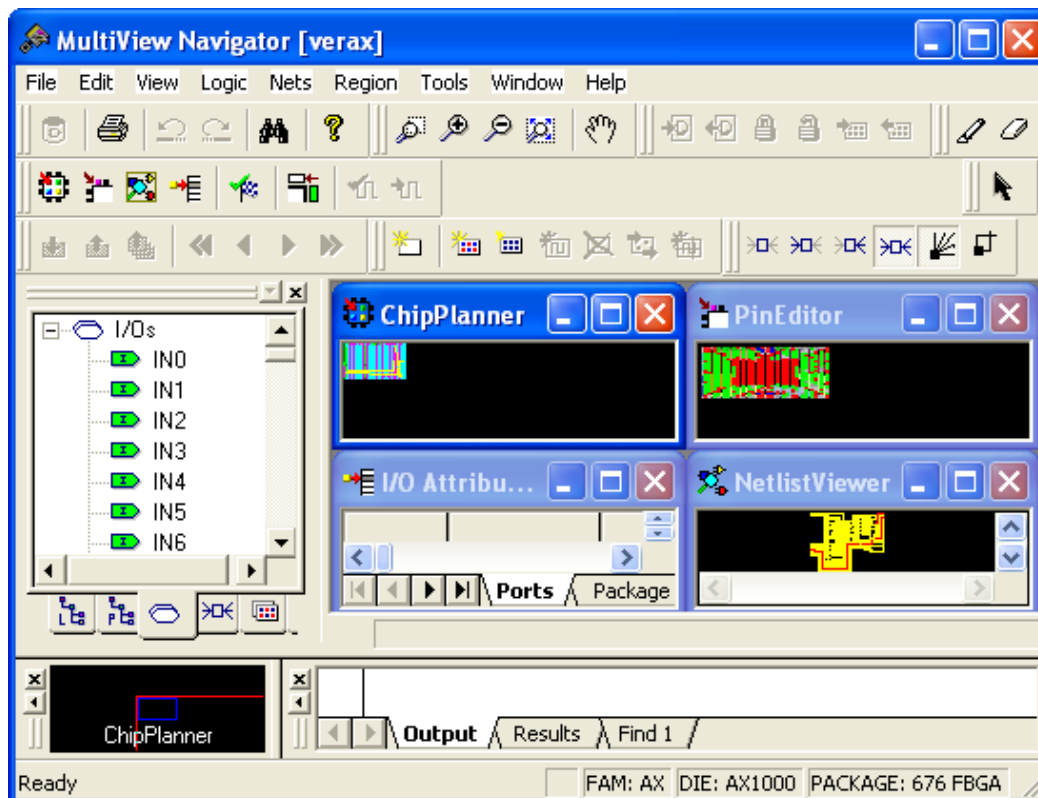 MultiView Navigator [verax]
File Edit View Logic Nets Region Tools Window Help
I/Os
IN0
IN1
IN2
IN3
IN4
IN5
IN6
ChipPlanner
PinEditor
I/O Attribu...
NetlistViewer
Ports Package
ChipPlanner
Output Results Find 1
Ready
FAM: AX DIE: AX1000 PACKAGE: 676 FBGA